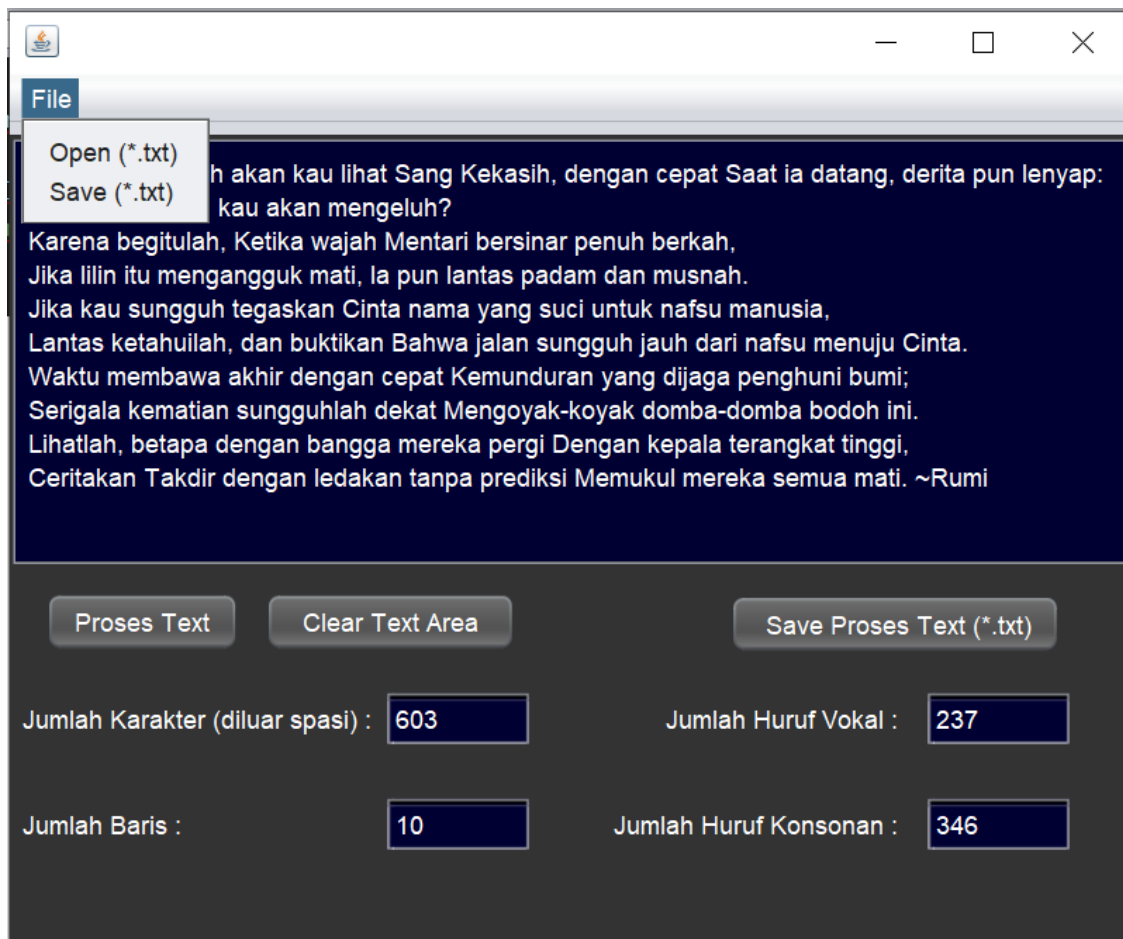 File
Open (*.txt)
Save (*.txt)
akan kau lihat Sang Kekasih, dengan cepat Saat ia datang, derita pun lenyap:
kau akan mengeluh?
Karena begitulah, Ketika wajah Mentari bersinar penuh berkah,
Jika lilin itu mengangguk mati, Ia pun lantas padam dan musnah.
Jika kau sungguh tegaskan Cinta nama yang suci untuk nafsu manusia,
Lantas ketahuilah, dan buktikan Bahwa jalan sungguh jauh dari nafsu menuju Cinta.
Waktu membawa akhir dengan cepat Kemunduran yang dijaga penghuni bumi;
Serigala kematian sungguhlah dekat Mengoyak-koyak domba-domba bodoh ini.
Lihatlah, betapa dengan bangga mereka pergi Dengan kepala terangkat tinggi,
Ceritakan Takdir dengan ledakan tanpa prediksi Memukul mereka semua mati. ~Rumi
Proses Text Clear Text Area Save Proses Text (*.txt)
Jumlah Karakter (diluar spasi) : 603 Jumlah Huruf Vokal : 237
Jumlah Baris : 10 Jumlah Huruf Konsonan : 346